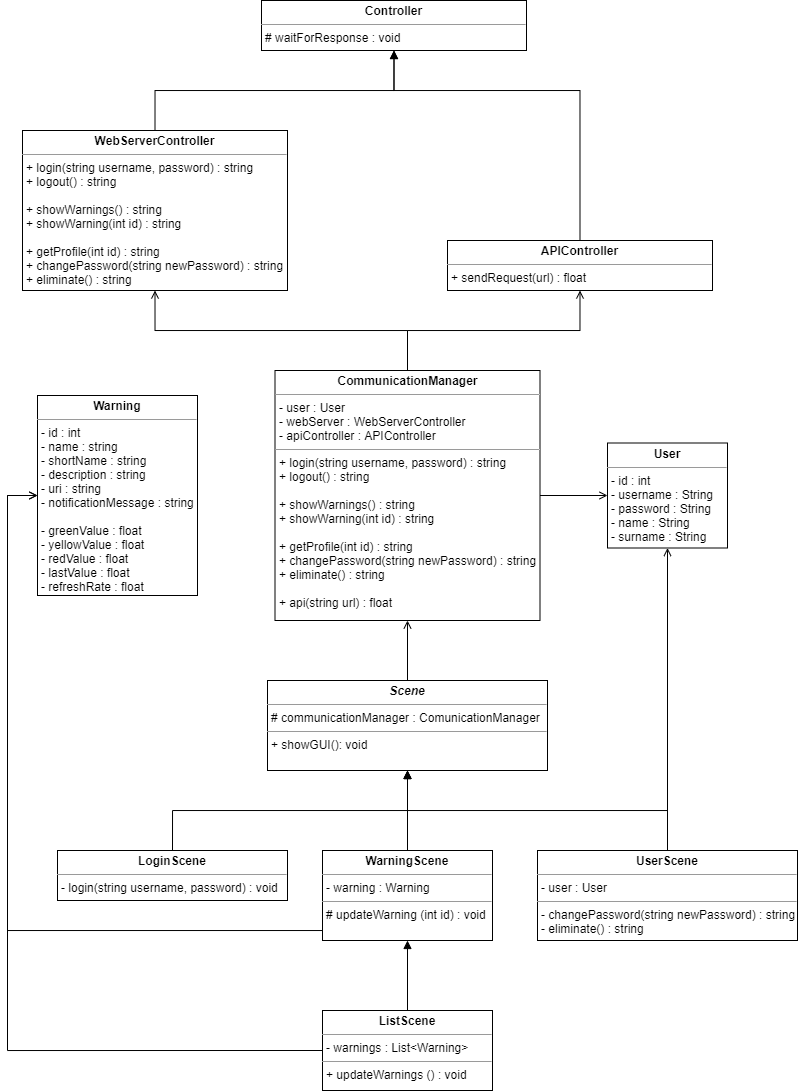 Controller
# waitForResponse : void
WebServerController
+ login(string username, password) : string
+ logout() : string
+ showWarnings() : string
+ showWarning(int id) : string
+ getProfile(int id) : string
+ changePassword(string newPassword) : string
+ eliminate() : string
APIController
+ sendRequest(url) : float
Warning
- id : int
- name : string
- shortName : string
- description : string
- uri : string
- notificationMessage : string
- greenValue : float
- yellowValue : float
- redValue : float
- lastValue : float
- refreshRate : float
CommunicationManager
- user : User
- webServer : WebServerController
- apiController : APIController
+ login(string username, password) : string
+ logout() : string
+ showWarnings() : string
+ showWarning(int id) : string
+ getProfile(int id) : string
+ changePassword(string newPassword) : string
+ eliminate() : string
+ api(string url) : float
User
- id : int
- username : String
- password : String
- name : String
- surname : String
Scene
# communicationManager : ComunicationManager
+ showGUI(): void
LoginScene
- login(string username, password) : void
WarningScene
- warning : Warning
# updateWarning (int id) : void
UserScene
- user : User
- changePassword(string newPassword) : string
- eliminate() : string
ListScene
- warnings : List<Warning>
+ updateWarnings () : void